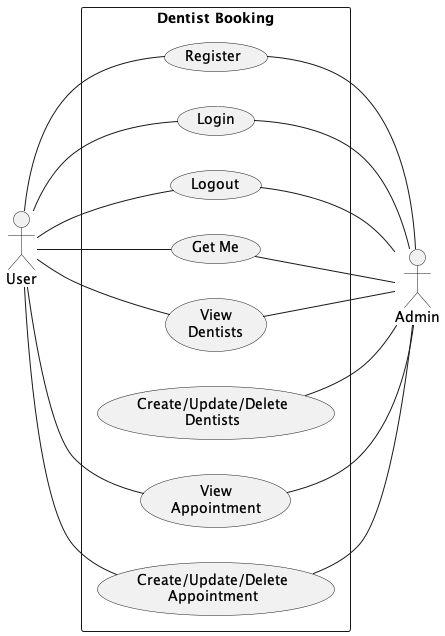 Dentist Booking
Register
Login
Logout
Get Me
User
Admin
View
Dentists
Create/Update/Delete
Dentists
View
Appointment
Create/Update/Delete
Appointment